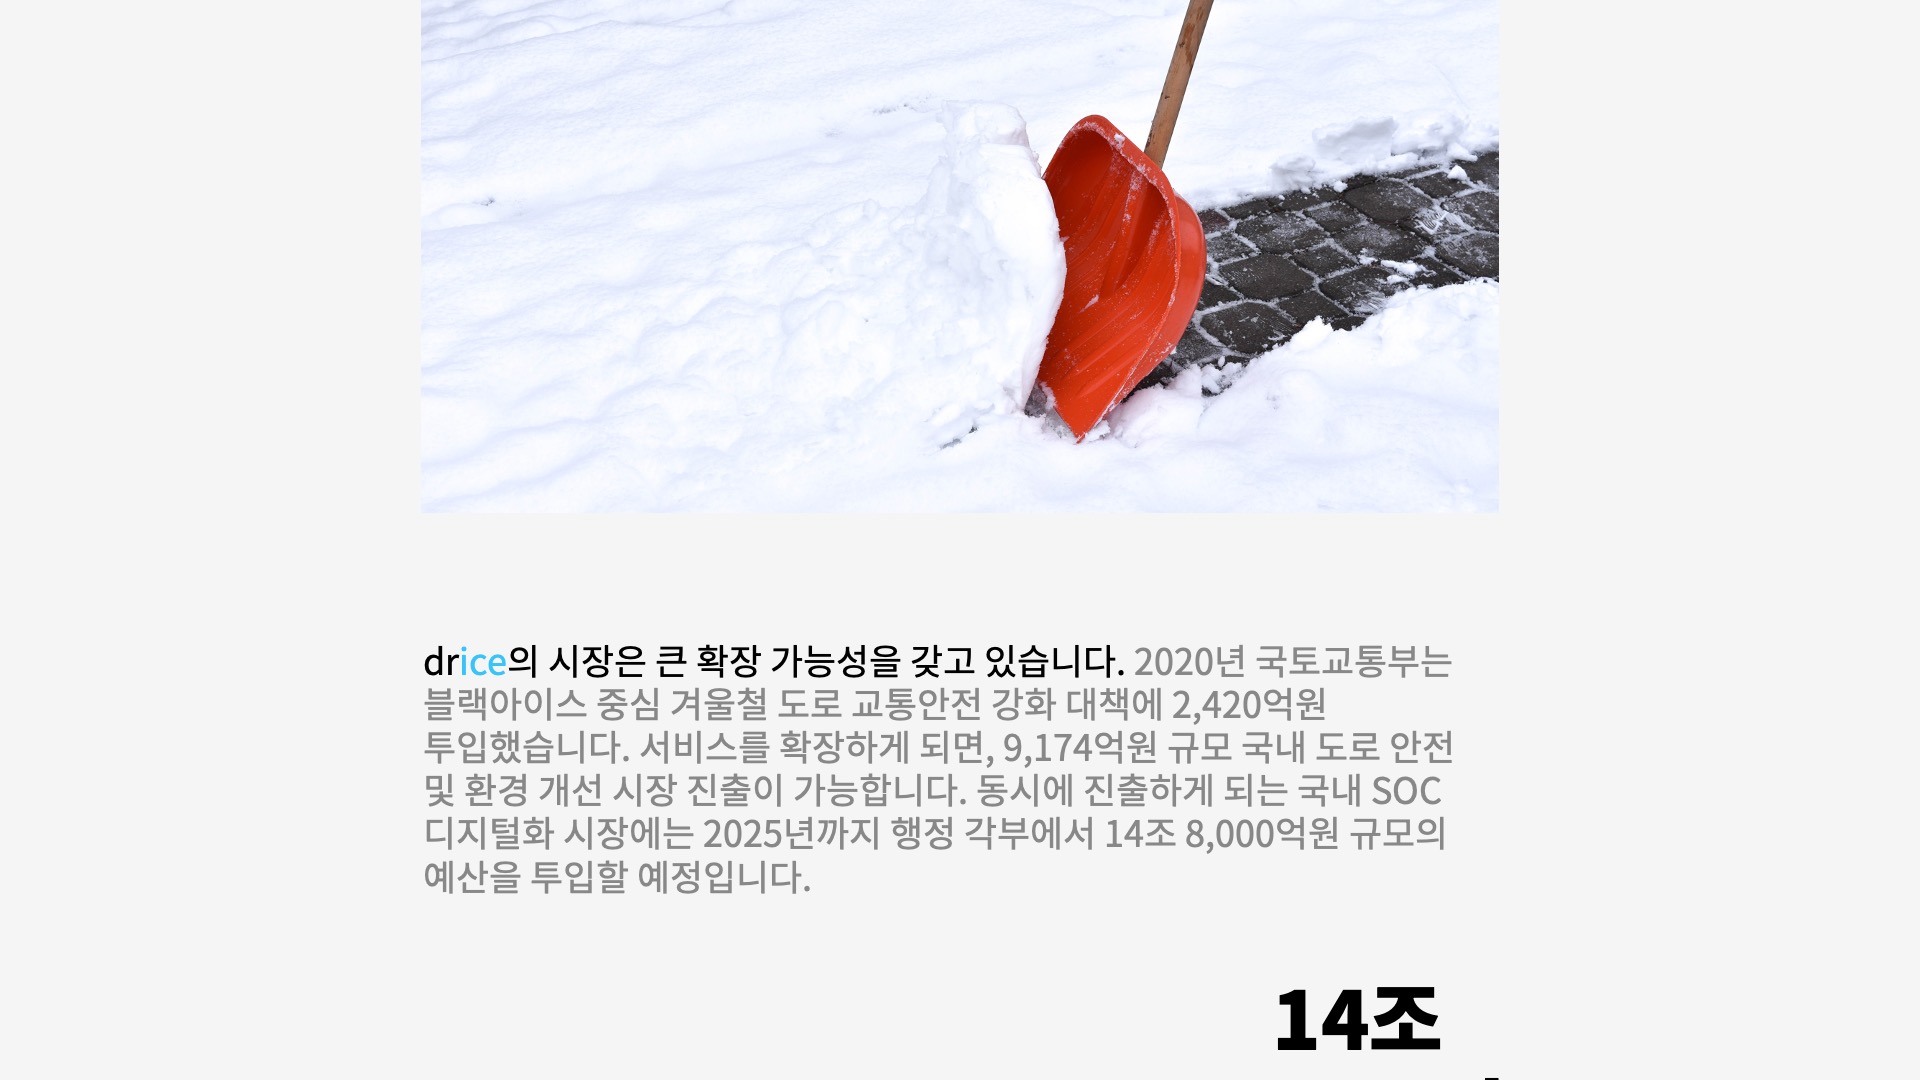 drice의 시장은 큰 확장 가능성을 갖고 있습니다. 2020년 국토교통부는
블랙아이스 중심 겨울철 도로 교통안전 강화 대책에 2,420억원
투입했습니다. 서비스를 확장하게 되면, 9,174억원 규모 국내 도로 안전
및 환경 개선 시장 진출이 가능합니다. 동시에 진출하게 되는 국내 SOC
디지털화 시장에는 2025년까지 행정 각부에서 14조 8,000억원 규모의
예산을 투입할 예정입니다.
14조